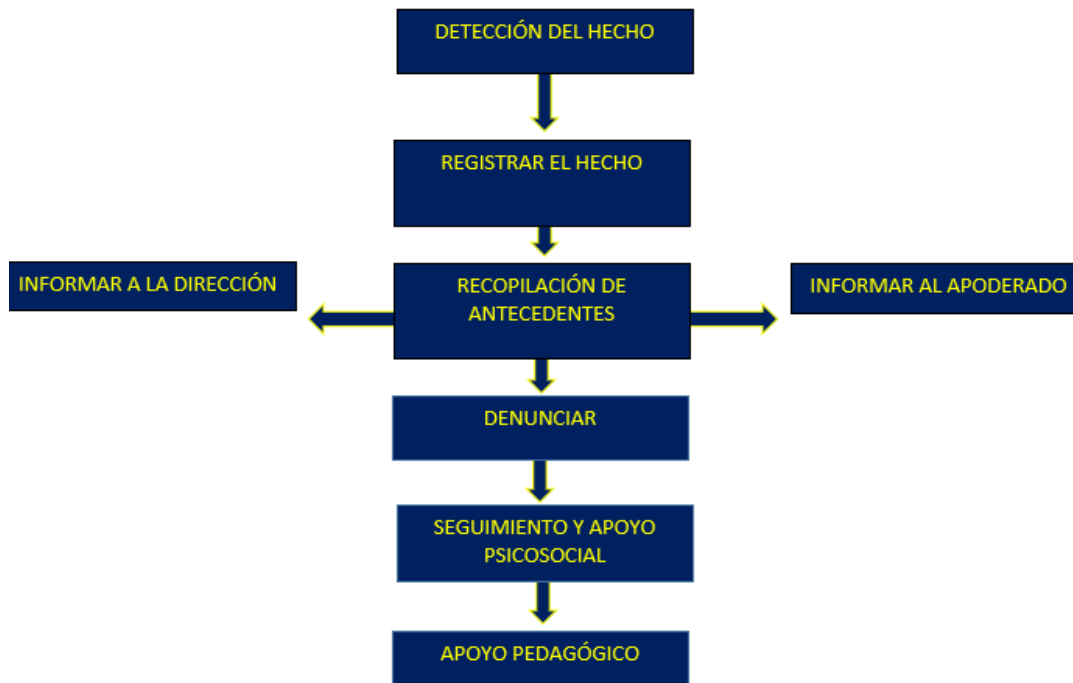 DETECCIÓN DEL HECHO
REGISTRAR EL HECHO
INFORMAR A LA DIRECCIÓN
RECOPILACIÓN DE
ANTECEDENTES
INFORMAR AL APODERADO
DENUNCIAR
SEGUIMIENTO Y APOYO
PSICOSOCIAL
APOYO PEDAGÓGICO